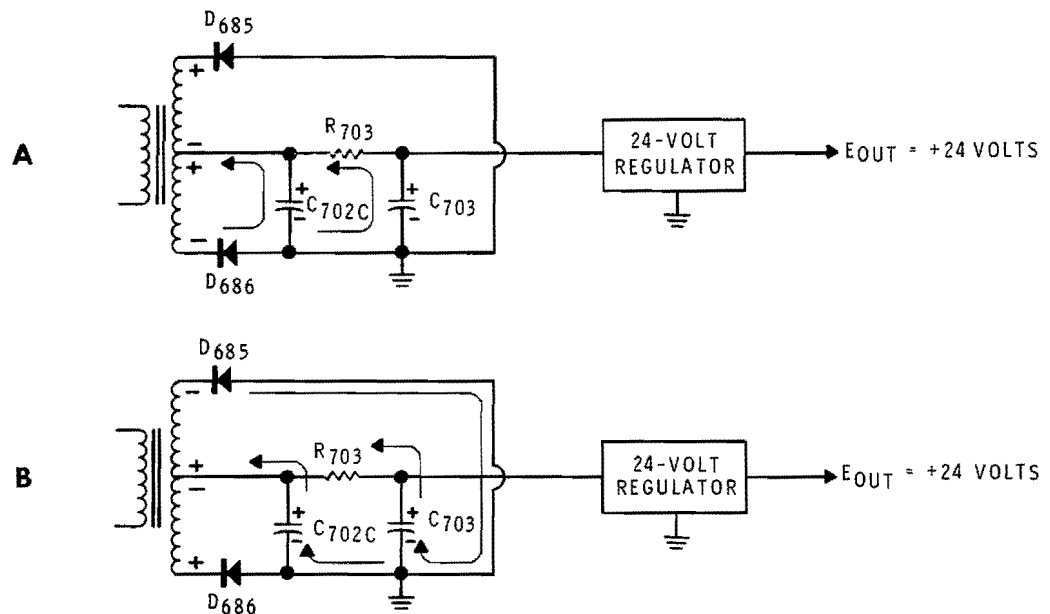 D685
+
A
R703
24-VOLT
REGULATOR
EOUT = +24 VOLTS
-
+
+
C702C
-
+
C703
-
-
D686
D685
-
B
R703
24-VOLT
REGULATOR
EOUT = +24 VOLTS
+
-
+
C702C
-
+
C703
-
+
D686